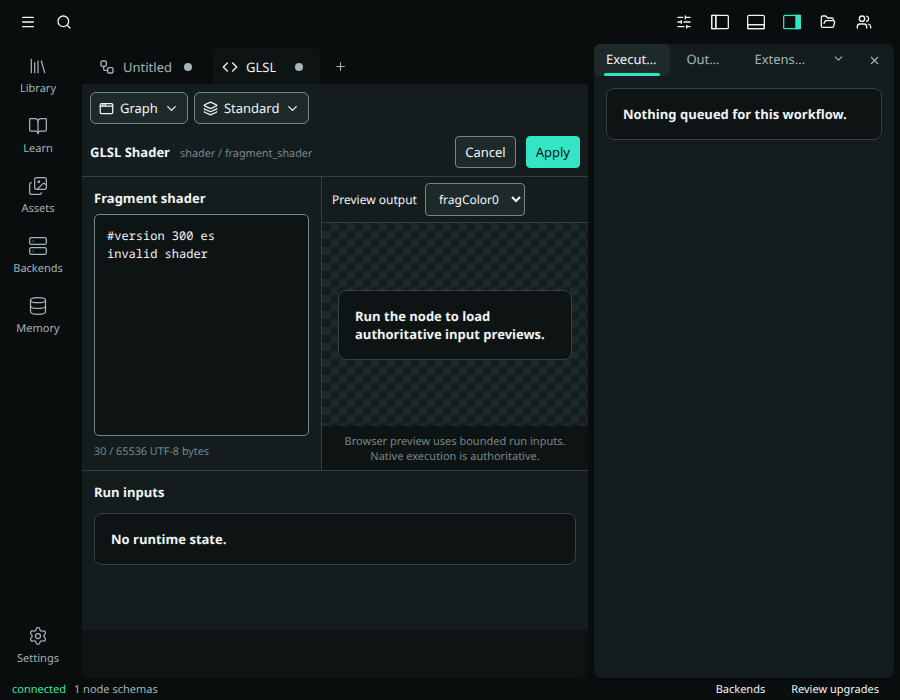 Untitled
GLSL
Execut...
Out...
Extens...
Library
Learn
Assets
Backends
Memory
Settings
Graph
Standard
GLSL Shader
shader / fragment_shader
Cancel
Apply
Fragment shader
#version 300 es
invalid shader
30 / 65536 UTF-8 bytes
Preview output
fragColor0
Run the node to load
authoritative input previews.
Browser preview uses bounded run inputs.
Native execution is authoritative.
Run inputs
No runtime state.
Nothing queued for this workflow.
connected
1 node schemas
Backends
Review upgrades